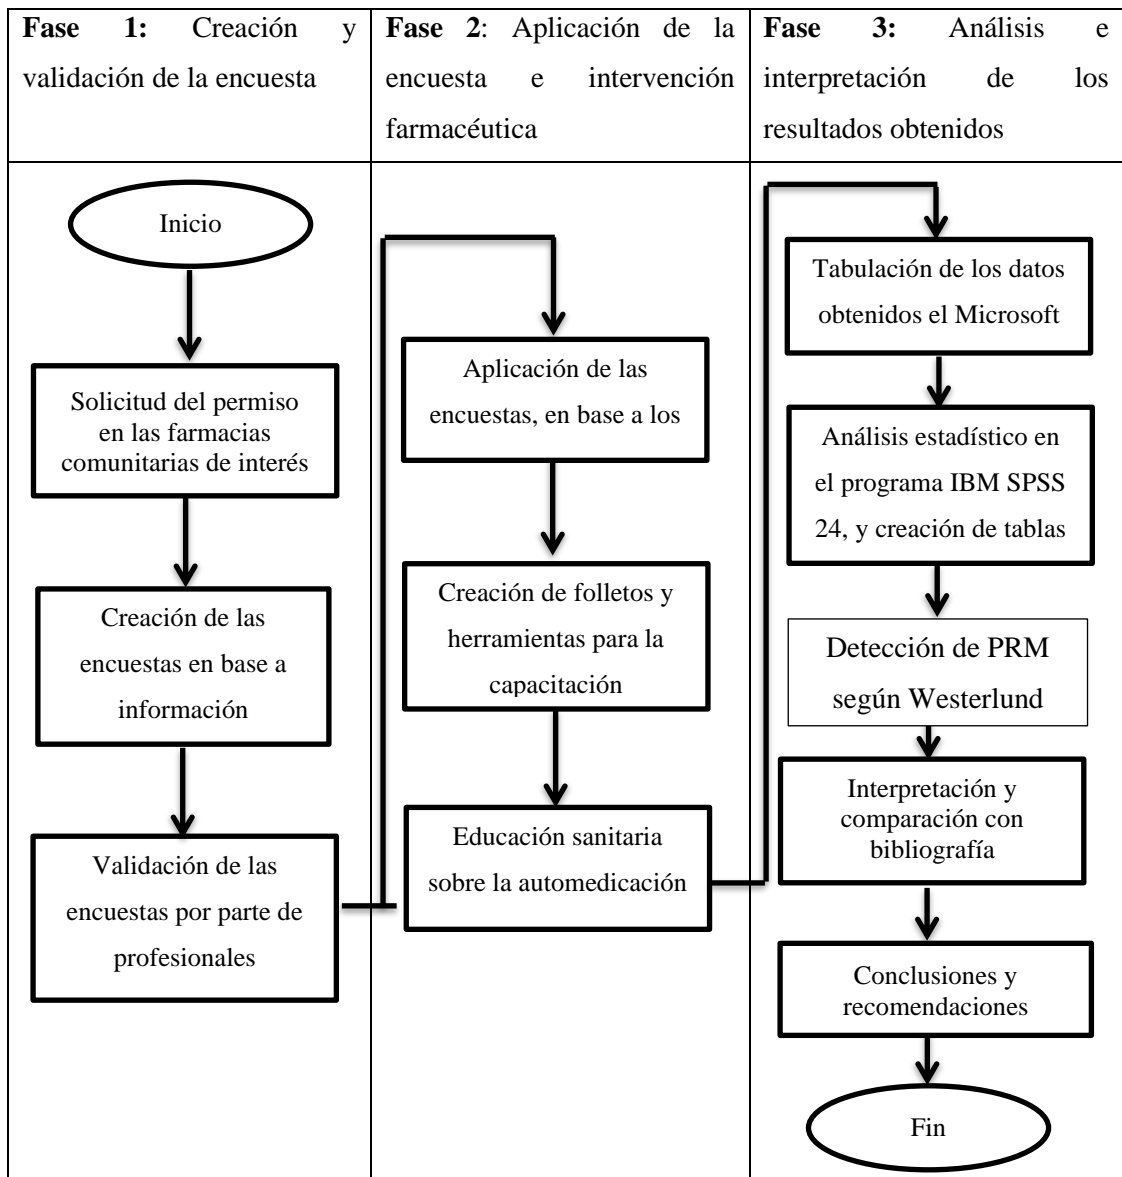 Fase 1: Creación y
validación de la encuesta
Fase 2: Aplicación de la
encuesta e intervención
farmacéutica
Fase 3: Análisis e
interpretación de los
resultados obtenidos
Inicio
Solicitud del permiso
en las farmacias
comunitarias de interés
Creación de las
encuestas en base a
información
Validación de las
encuestas por parte de
profesionales
Aplicación de las
encuestas, en base a los
Creación de folletos y
herramientas para la
capacitación
Educación sanitaria
sobre la automedicación
Tabulación de los datos
obtenidos el Microsoft
Análisis estadístico en
el programa IBM SPSS
24, y creación de tablas
Detección de PRM
según Westerlund
Interpretación y
comparación con
bibliografía
Conclusiones y
recomendaciones
Fin